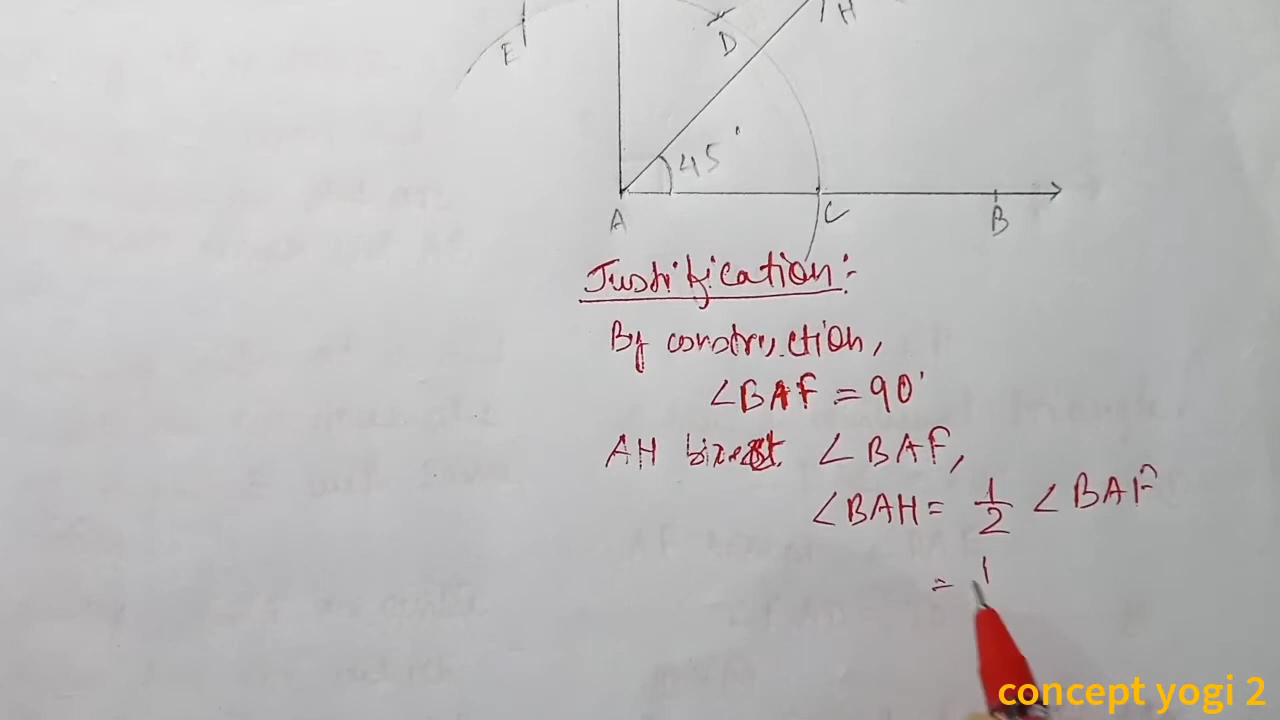 H
E
D
45°
A
C
B
Justification:
By construction,
∠BAF = 90°
AH bisect ∠BAF,
∠BAH = 1/2 ∠BAF
= 1
concept yogi 2